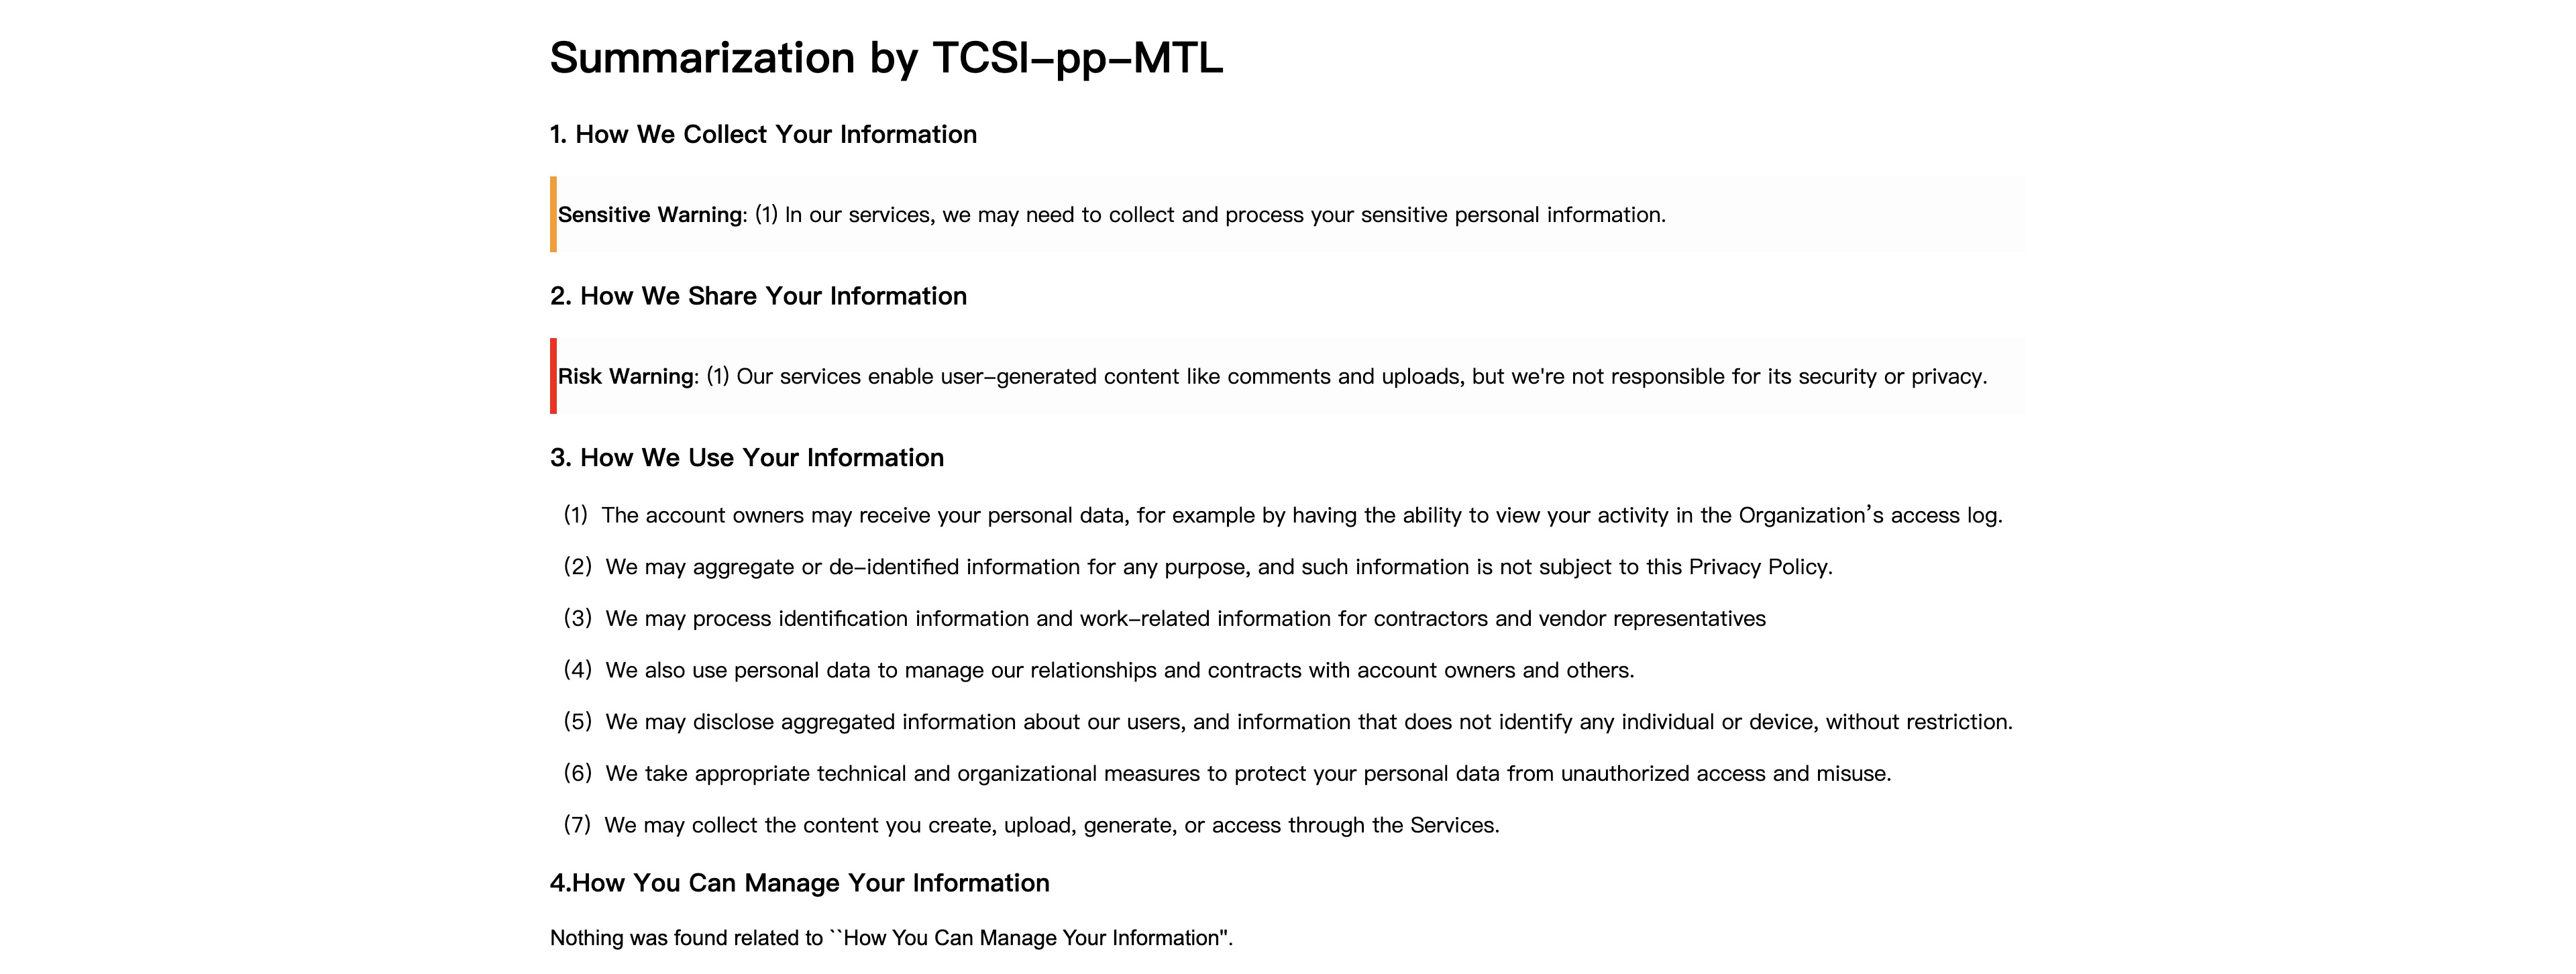 Summarization by TCSI-pp-MTL
1. How We Collect Your Information
Sensitive Warning: (1) In our services, we may need to collect and process your sensitive personal information.
2. How We Share Your Information
Risk Warning: (1) Our services enable user-generated content like comments and uploads, but we're not responsible for its security or privacy.
3. How We Use Your Information
(1) The account owners may receive your personal data, for example by having the ability to view your activity in the Organization’s access log.
(2) We may aggregate or de-identified information for any purpose, and such information is not subject to this Privacy Policy.
(3) We may process identification information and work-related information for contractors and vendor representatives
(4) We also use personal data to manage our relationships and contracts with account owners and others.
(5) We may disclose aggregated information about our users, and information that does not identify any individual or device, without restriction.
(6) We take appropriate technical and organizational measures to protect your personal data from unauthorized access and misuse.
(7) We may collect the content you create, upload, generate, or access through the Services.
4.How You Can Manage Your Information
Nothing was found related to ``How You Can Manage Your Information".